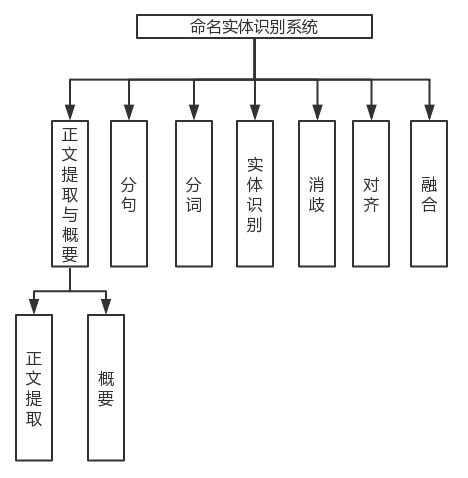 命名实体识别系统
正文提取与概要
分句
分词
实体识别
消歧
对齐
融合
正文提取
概要